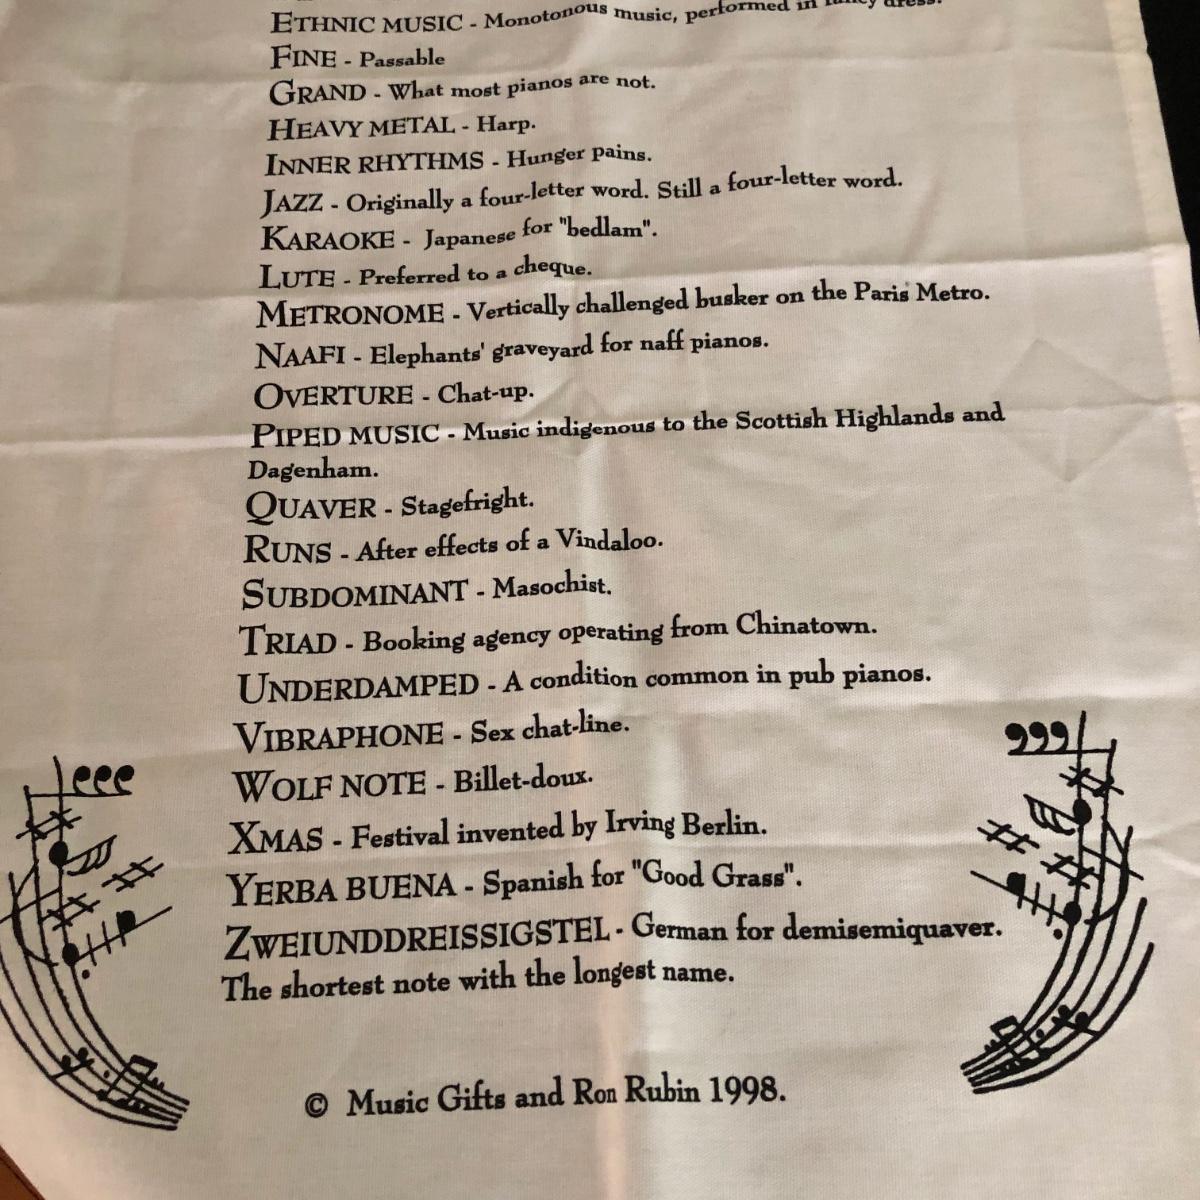 ETHNIC MUSIC - Monotonous music, performed in fancy dress.
FINE - Passable
GRAND - What most pianos are not.
HEAVY METAL - Harp.
INNER RHYTHMS - Hunger pains.
JAZZ - Originally a four-letter word. Still a four-letter word.
KARAOKE - Japanese for "bedlam".
LUTE - Preferred to a cheque.
METRONOME - Vertically challenged busker on the Paris Metro.
NAAFI - Elephants' graveyard for naff pianos.
OVERTURE - Chat-up.
PIPED MUSIC - Music indigenous to the Scottish Highlands and
Dagenham.
QUAVER - Stagefright.
RUNS - After effects of a Vindaloo.
SUBDOMINANT - Masochist.
TRIAD - Booking agency operating from Chinatown.
UNDERDAMPED - A condition common in pub pianos.
VIBRAPHONE - Sex chat-line.
WOLF NOTE - Billet-doux.
XMAS - Festival invented by Irving Berlin.
YERBA BUENA - Spanish for "Good Grass".
ZWEIUNDDREISSIGSTEL - German for demisemiquaver.
The shortest note with the longest name.
© Music Gifts and Ron Rubin 1998.